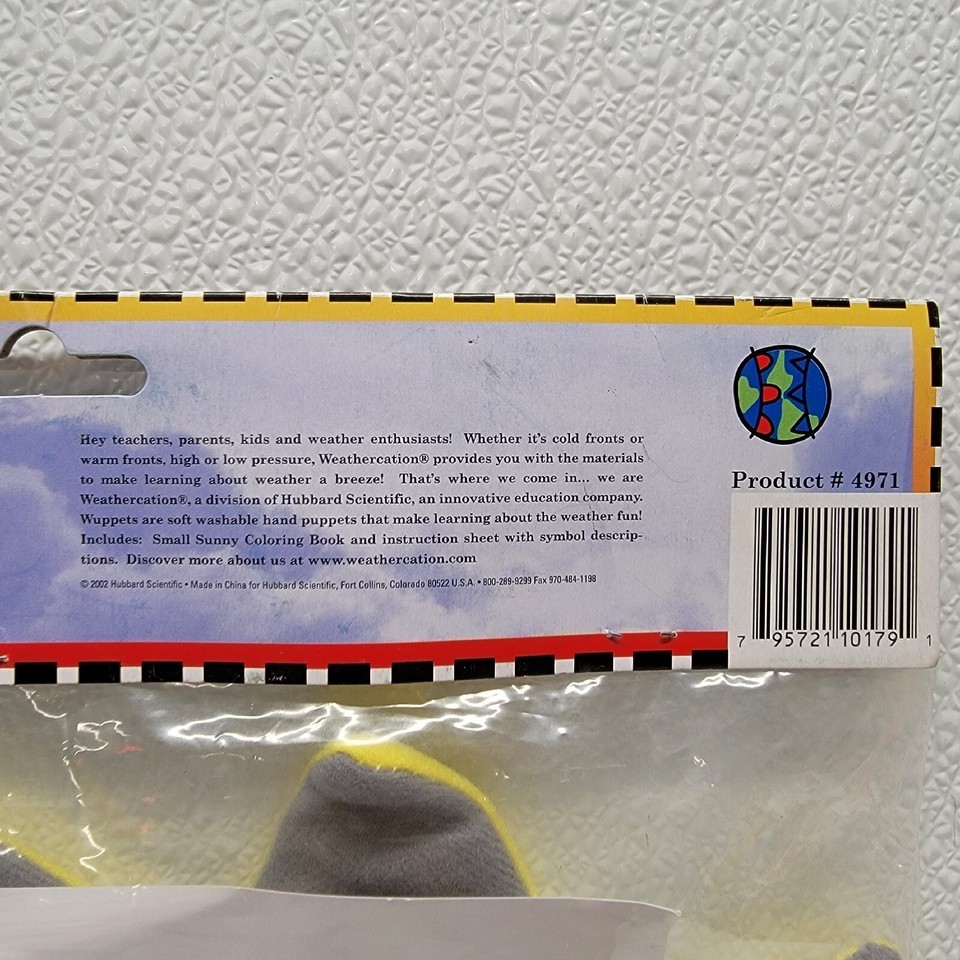 Hey teachers, parents, kids and weather enthusiasts! Whether it's cold fronts or
warm fronts, high or low pressure, Weathercation® provides you with the materials
to make learning about weather a breeze! That's where we come in... we are
Weathercation®, a division of Hubbard Scientific, an innovative education company.
Wuppets are soft washable hand puppets that make learning about the weather fun!
Includes: Small Sunny Coloring Book and instruction sheet with symbol descrip-
tions. Discover more about us at www.weathercation.com
© 2002 Hubbard Scientific • Made in China for Hubbard Scientific, Fort Collins, Colorado 80522 U.S.A. • 800-289-9299 Fax 970-484-1198
Product # 4971
7 95721 10179 1